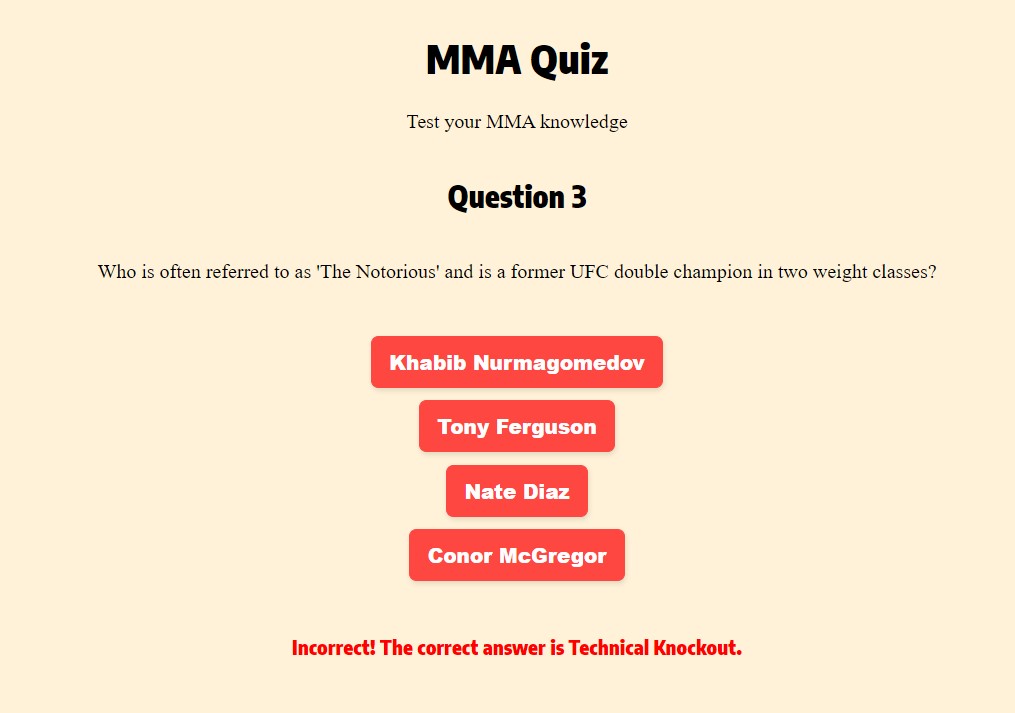 MMA Quiz
Test your MMA knowledge
Question 3
Who is often referred to as 'The Notorious' and is a former UFC double champion in two weight classes?
Khabib Nurmagomedov
Tony Ferguson
Nate Diaz
Conor McGregor
Incorrect! The correct answer is Technical Knockout.